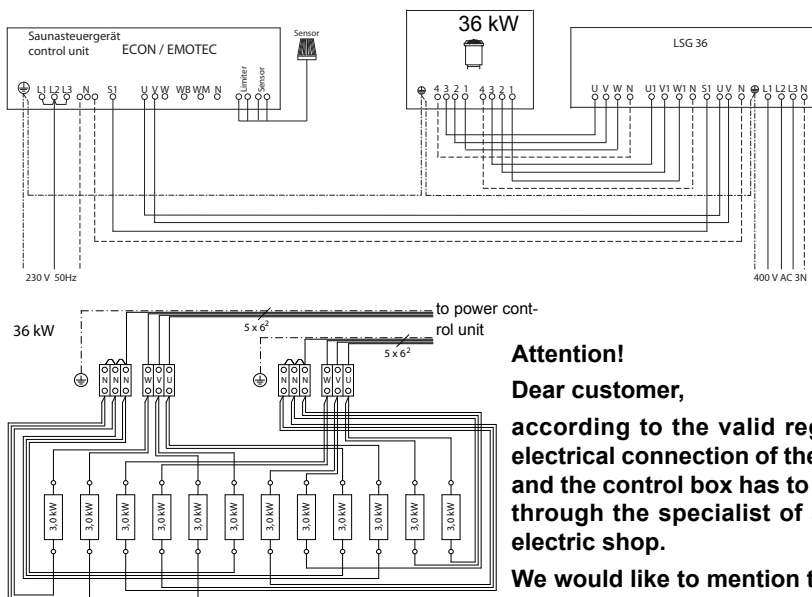 Saunasteuergerät
control unit ECON / EMOTEC
Sensor
36 kW
LSG 36
L1 L2 L3 N S1 U V W WB WM N Limiter Sensor
4 3 2 1 4 3 2 1
U V W N U1 V1 W1 N S1 U V N L1 L2 L3 N
230 V 50Hz
400 V AC 3N
36 kW
5 x 6²
to power cont-
rol unit
5 x 6²
N N N W V U N N N W V U
3,0 kW 3,0 kW 3,0 kW 3,0 kW 3,0 kW 3,0 kW 3,0 kW 3,0 kW 3,0 kW 3,0 kW 3,0 kW 3,0 kW
Attention!
Dear customer,
according to the valid reg
electrical connection of the
and the control box has to
through the specialist of
electric shop.
We would like to mention t